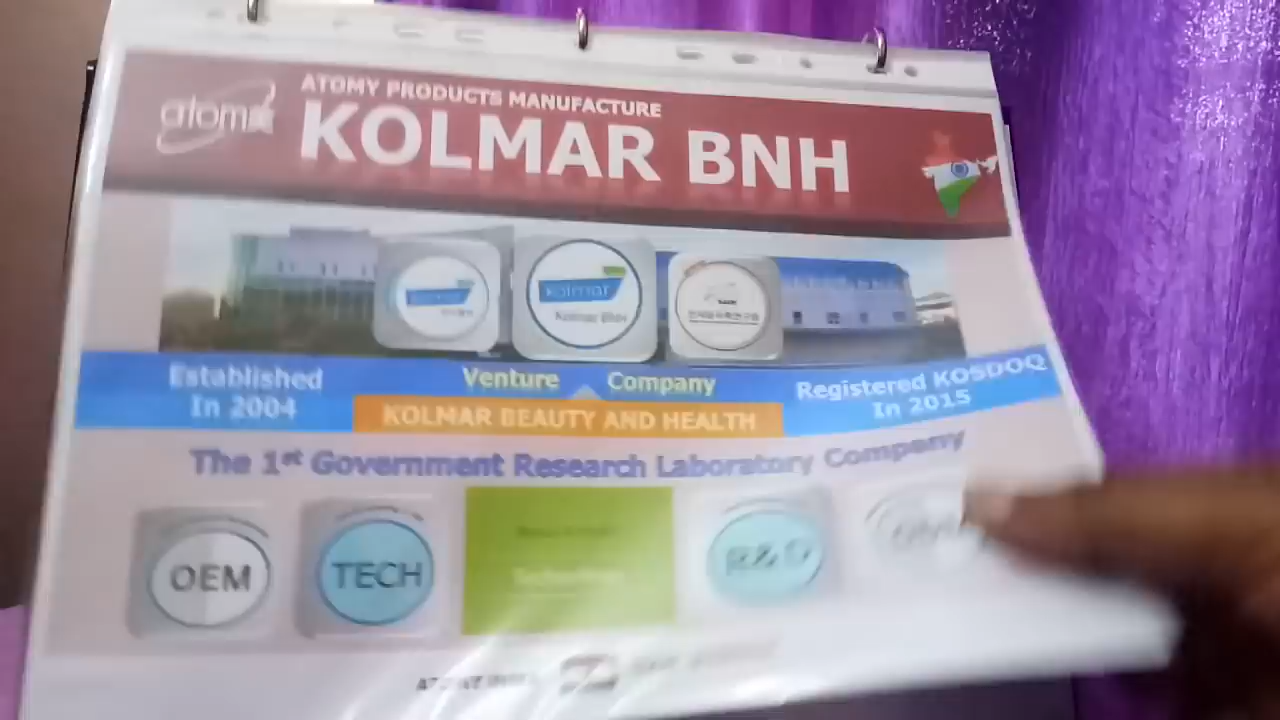 atomy
ATOMY PRODUCTS MANUFACTURE
KOLMAR BNH
kolmar
kolmar
Kolmar BNH
Established
In 2004
Venture Company
KOLMAR BEAUTY AND HEALTH
Registered KOSDOQ
In 2015
The 1st Government Research Laboratory Company
OEM
TECH
R&D